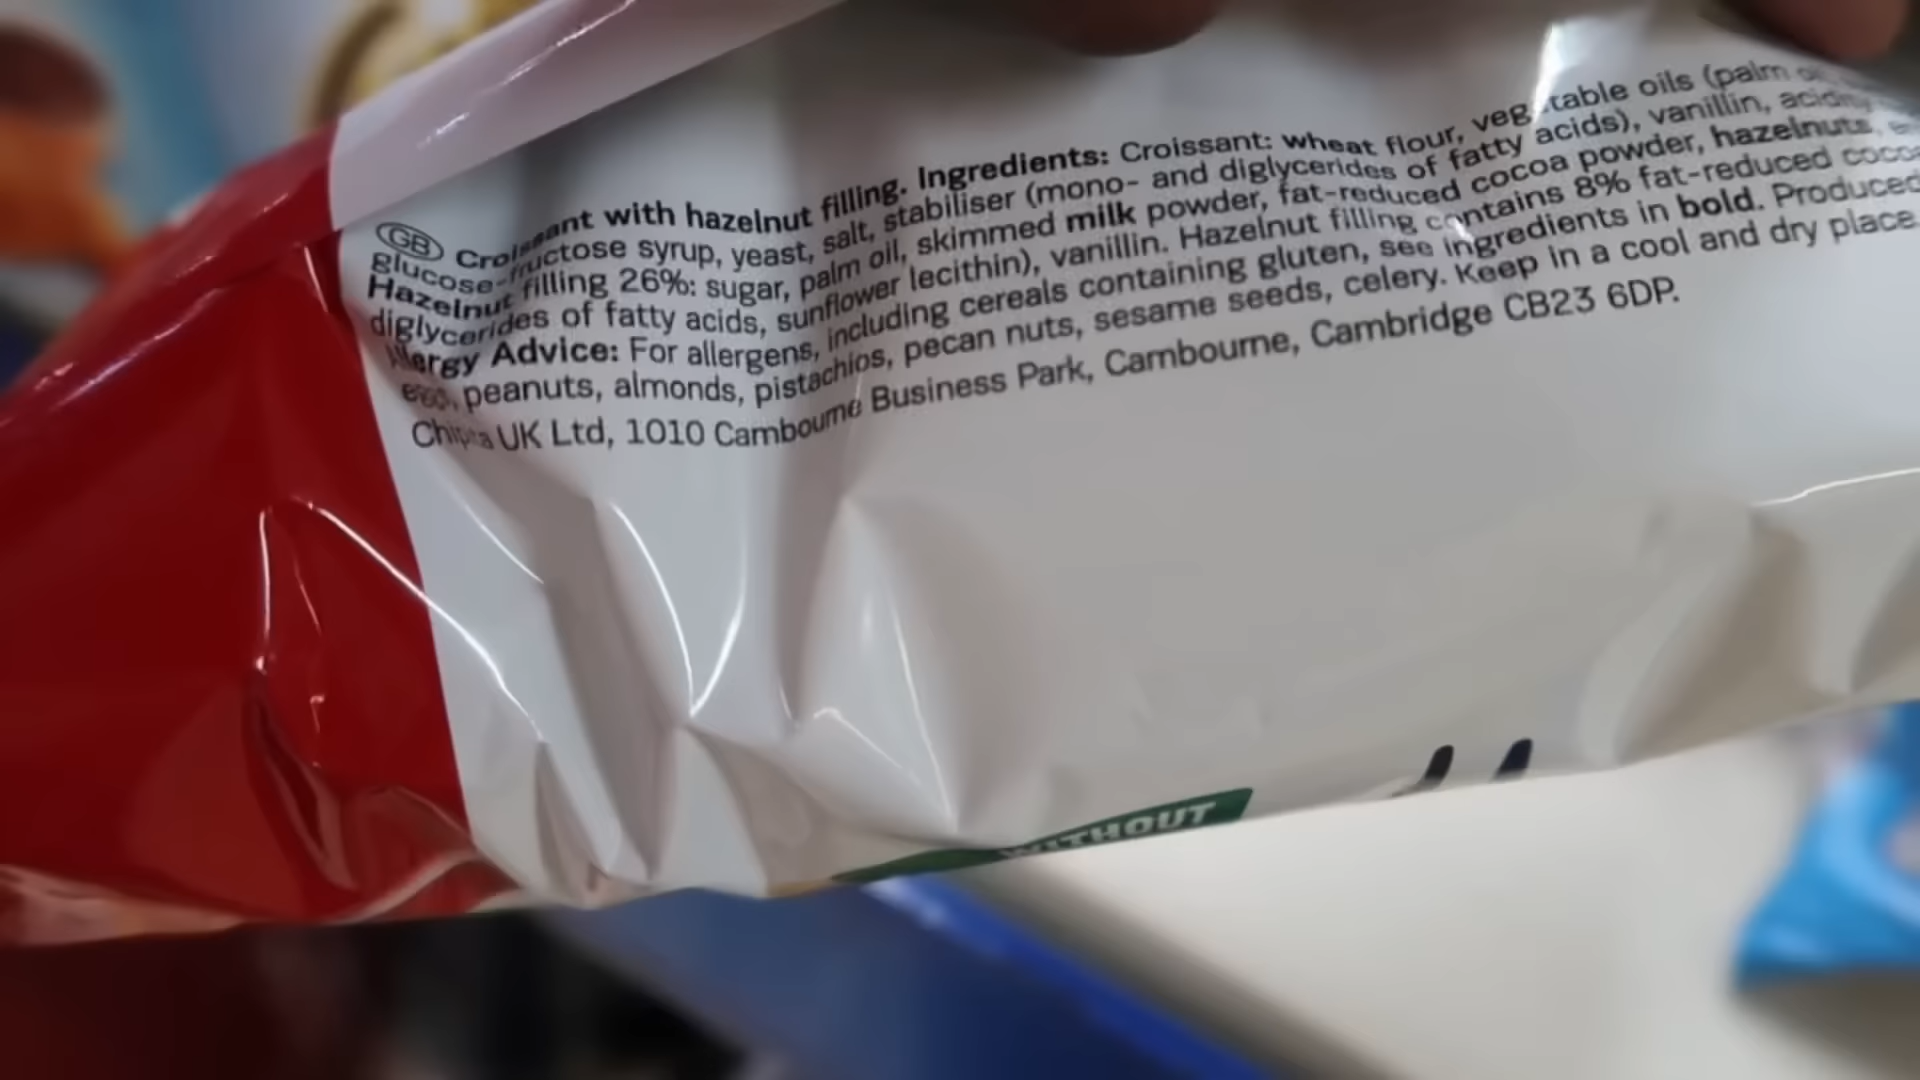 GB Croissant with hazelnut filling. Ingredients: Croissant: wheat flour, vegetable oils (palm
glucose-fructose syrup, yeast, salt, stabiliser (mono- and diglycerides of fatty acids), vanillin, acidity
Hazelnut filling 26%: sugar, palm oil, skimmed milk powder, fat-reduced cocoa powder, hazelnuts,
diglycerides of fatty acids, sunflower lecithin), vanillin. Hazelnut filling contains 8% fat-reduced cocoa
Allergy Advice: For allergens, including cereals containing gluten, see ingredients in bold. Produced
egg, peanuts, almonds, pistachios, pecan nuts, sesame seeds, celery. Keep in a cool and dry place.
Chipita UK Ltd, 1010 Cambourne Business Park, Cambourne, Cambridge CB23 6DP.
WITHOUT